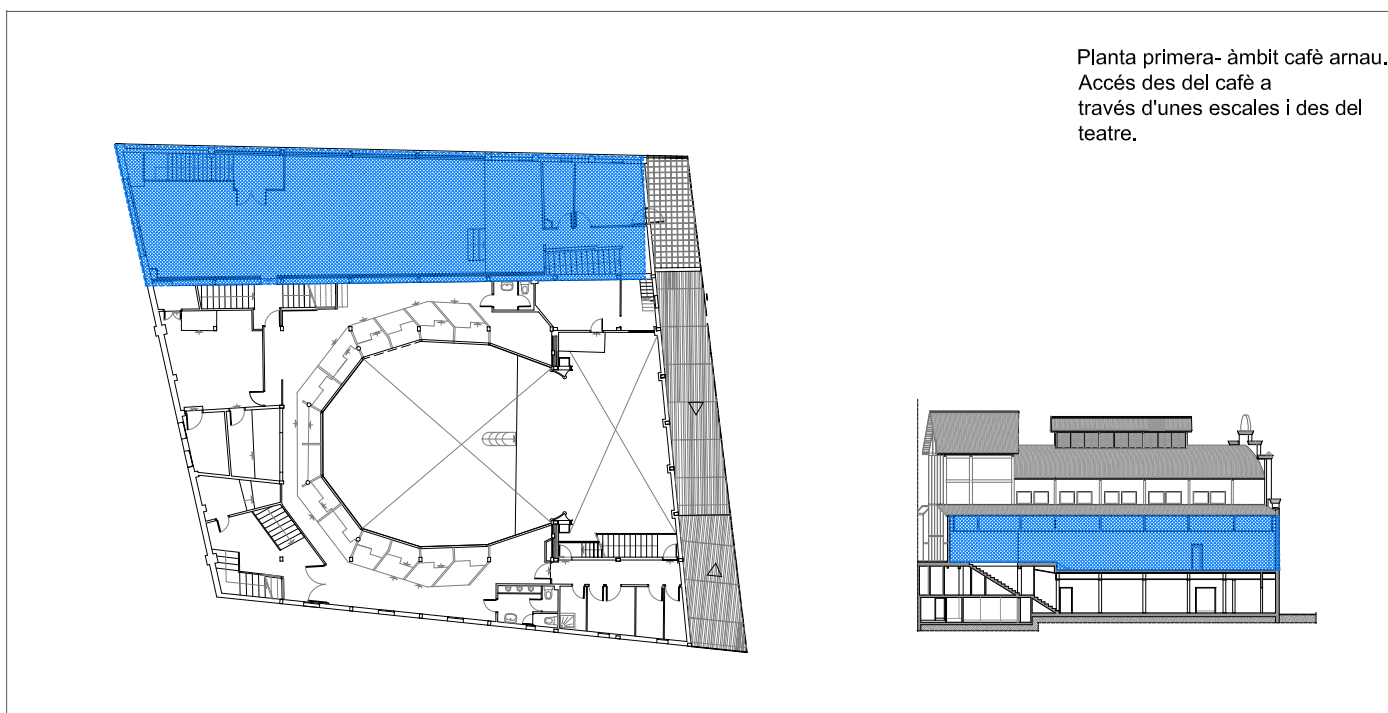 Planta primera- àmbit cafè arnau.
Accés des del cafè a
través d'unes escales i des del
teatre.